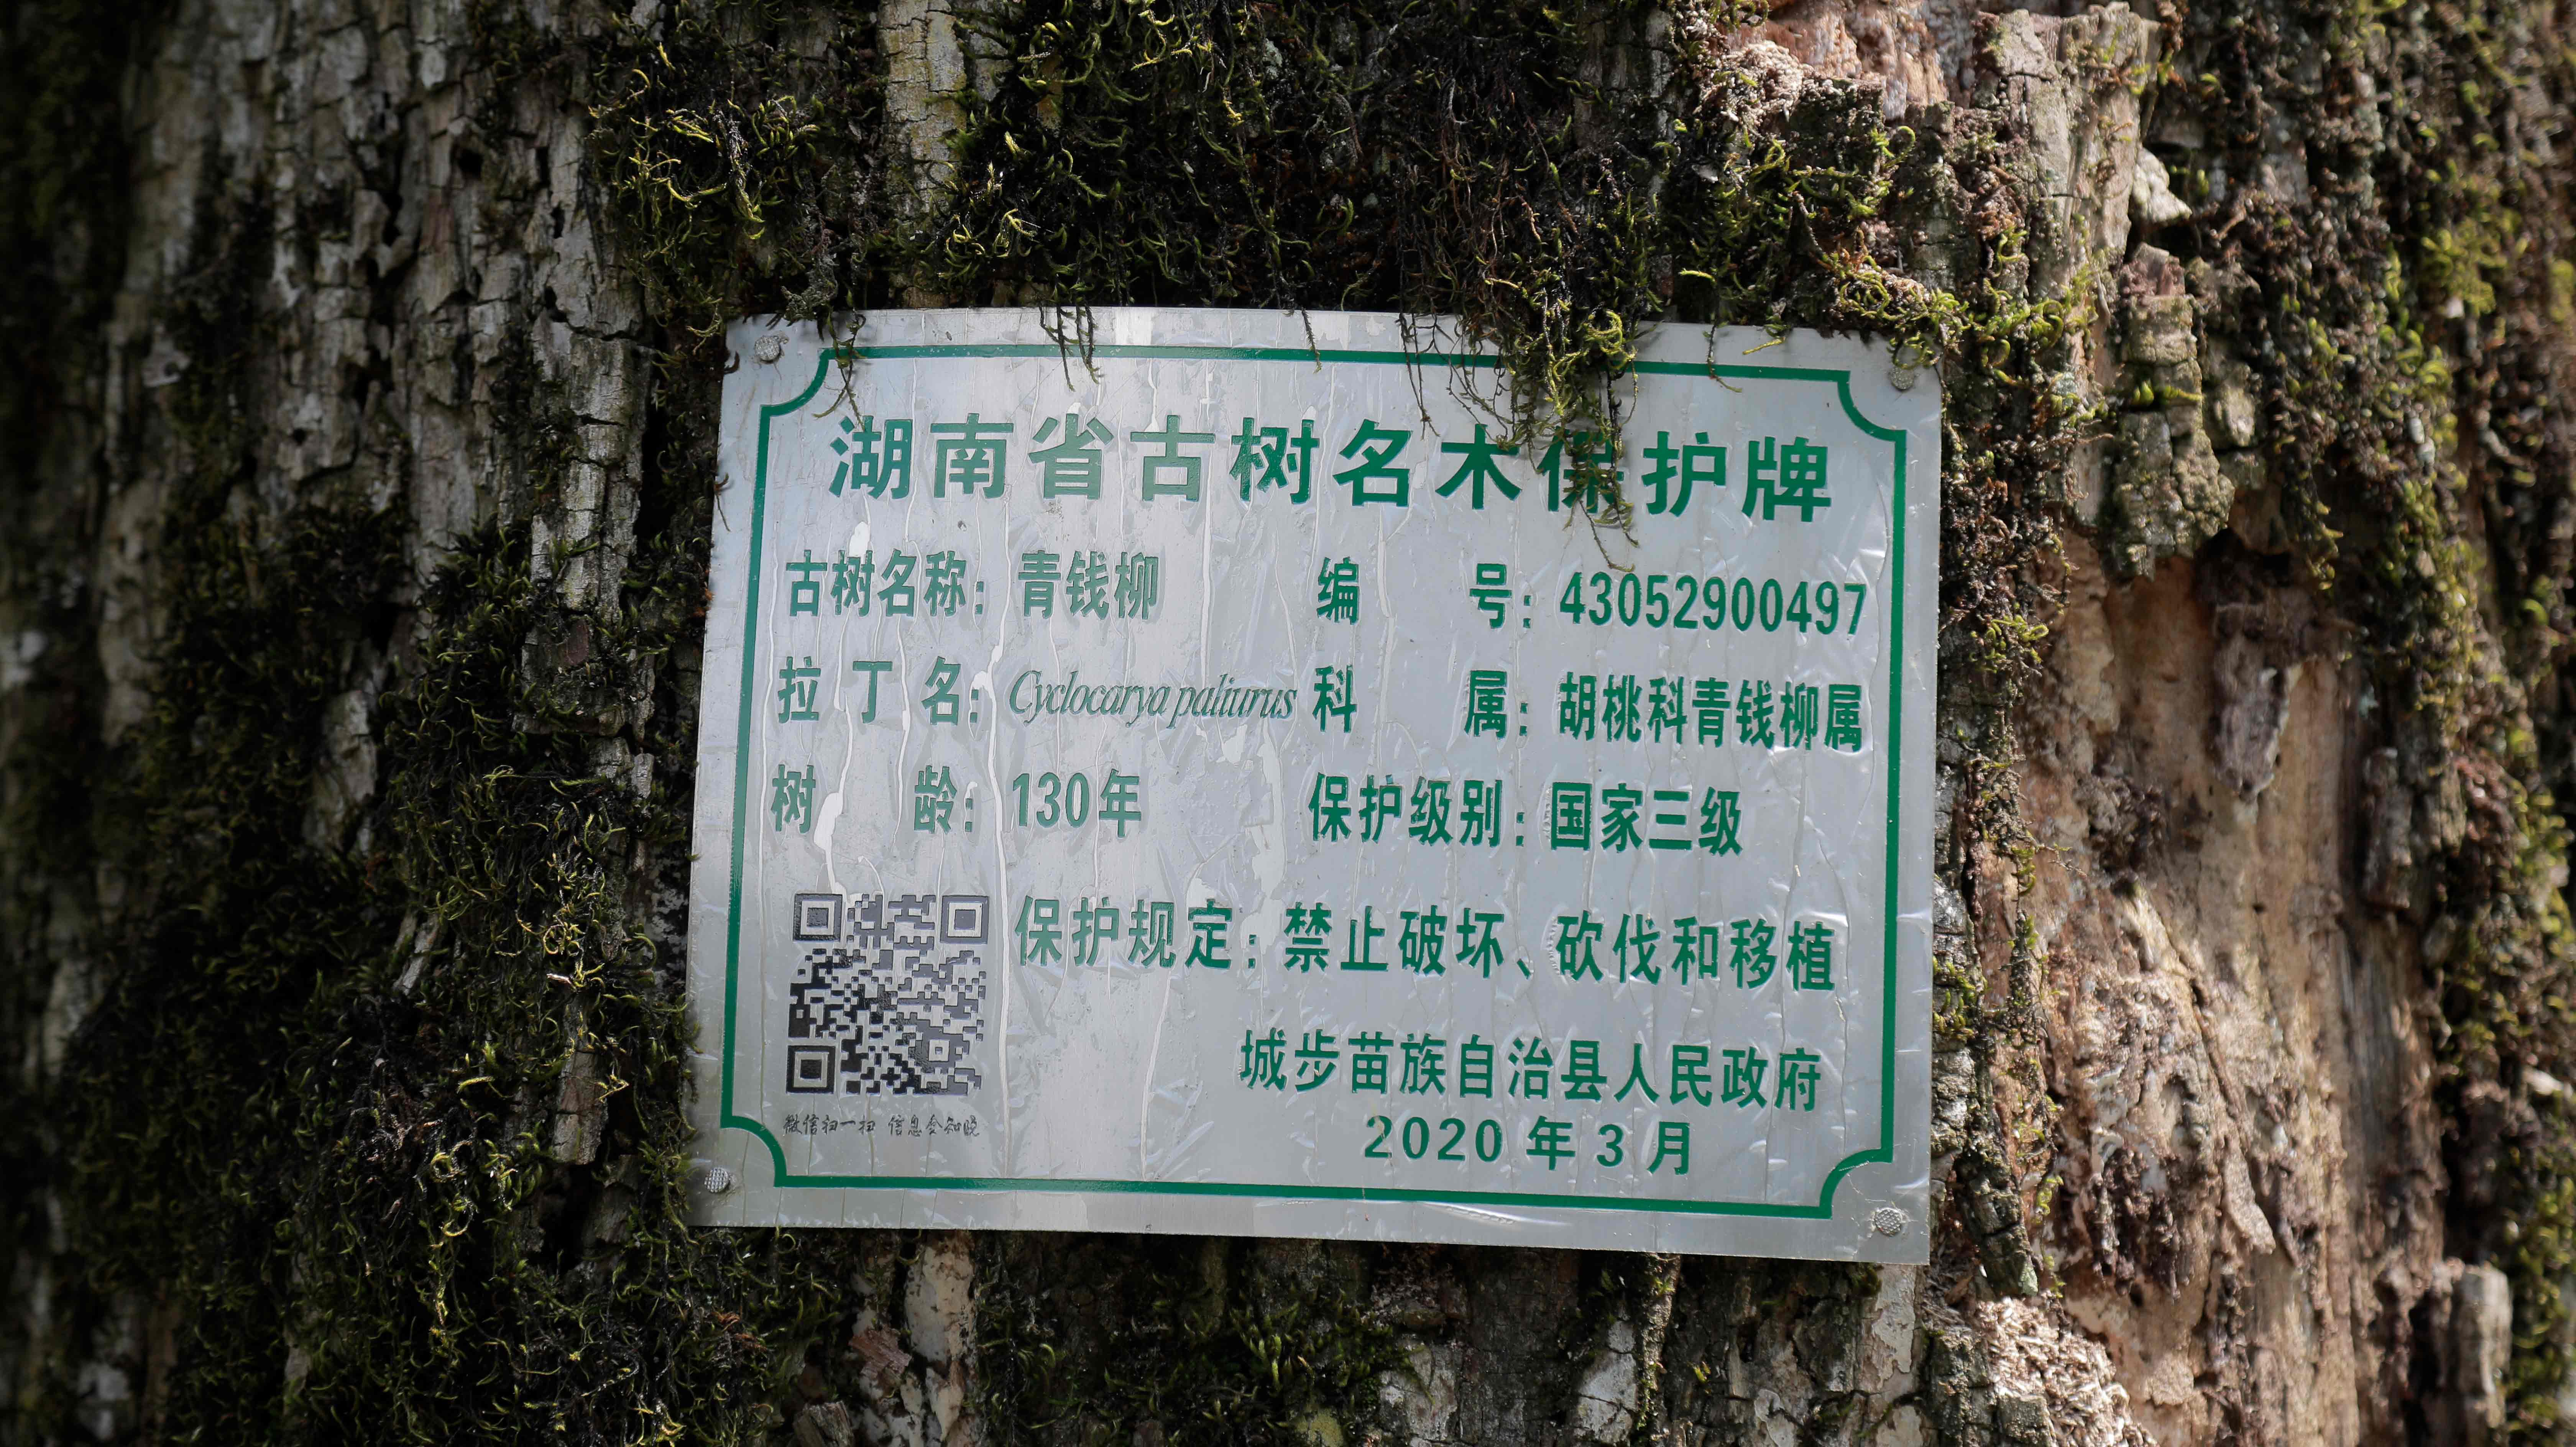 湖南省古树名木保护牌
古树名称：青钱柳 编 号：43052900497
拉丁名：Cyclocarya paliurus 科 属：胡桃科青钱柳属
树 龄：130年 保护级别：国家三级
保护规定：禁止破坏、砍伐和移植
城步苗族自治县人民政府
2020年3月
微信扫一扫 信息全知晓